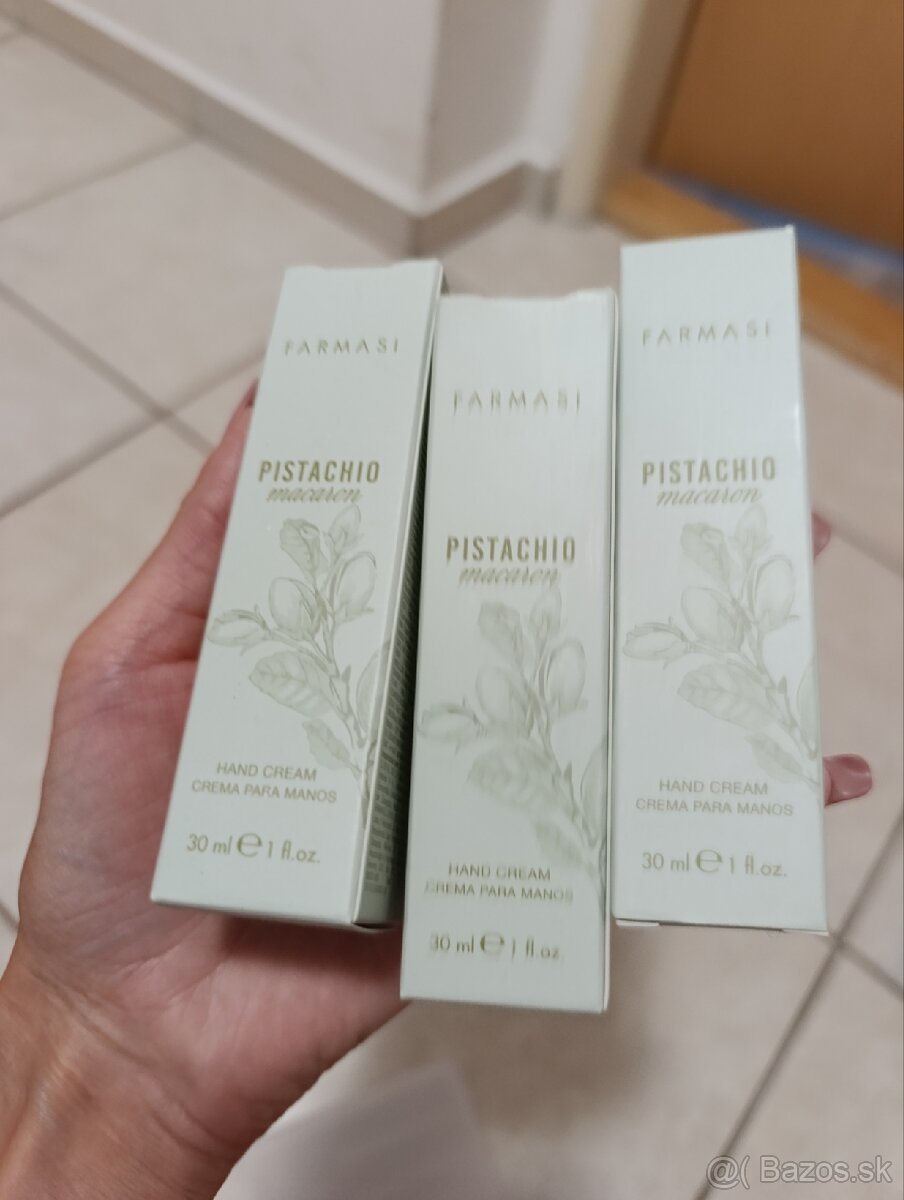 FARMASI
PISTACHIO
macaron
HAND CREAM
CREMA PARA MANOS
30 ml ℮ 1 fl.oz.
FARMASI
PISTACHIO
macaron
HAND CREAM
CREMA PARA MANOS
30 ml ℮ 1 fl.oz.
FARMASI
PISTACHIO
macaron
HAND CREAM
CREMA PARA MANOS
30 ml ℮ 1 fl.oz.
@( Bazos.sk